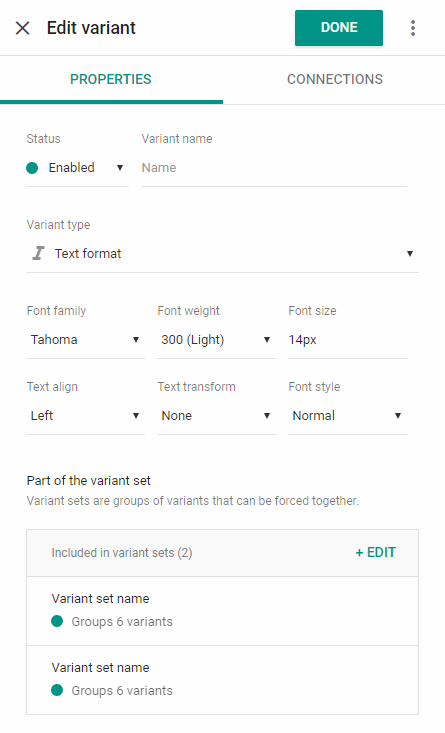 Edit variant
DONE
PROPERTIES
CONNECTIONS
Status
Variant name
Enabled
Name
Variant type
Text format
Font family
Font weight
Font size
Tahoma
300 (Light)
14px
Text align
Text transform
Font style
Left
None
Normal
Part of the variant set
Variant sets are groups of variants that can be forced together.
Included in variant sets (2)
+ EDIT
Variant set name
Groups 6 variants
Variant set name
Groups 6 variants